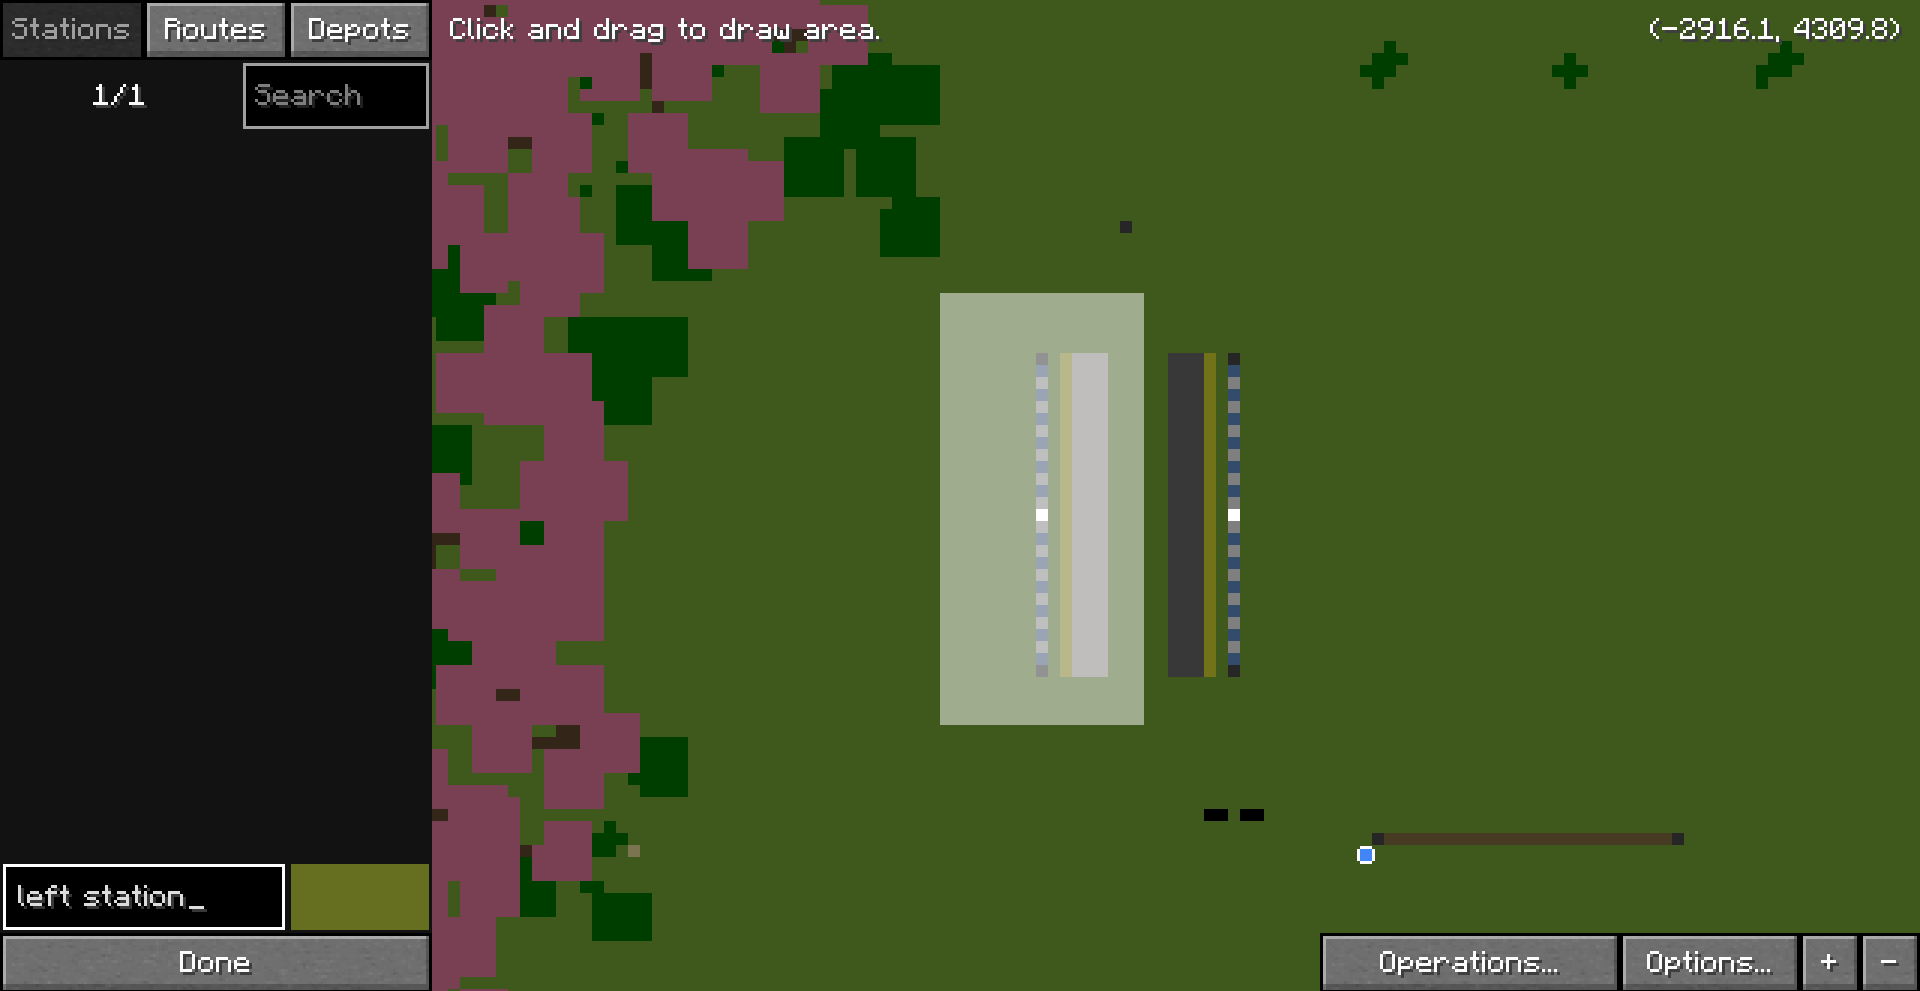 Stations Routes Depots
Click and drag to draw area.
(-2916.1, 4309.8)
1/1
Search
left station_
Done
Operations...
Options...
+
-